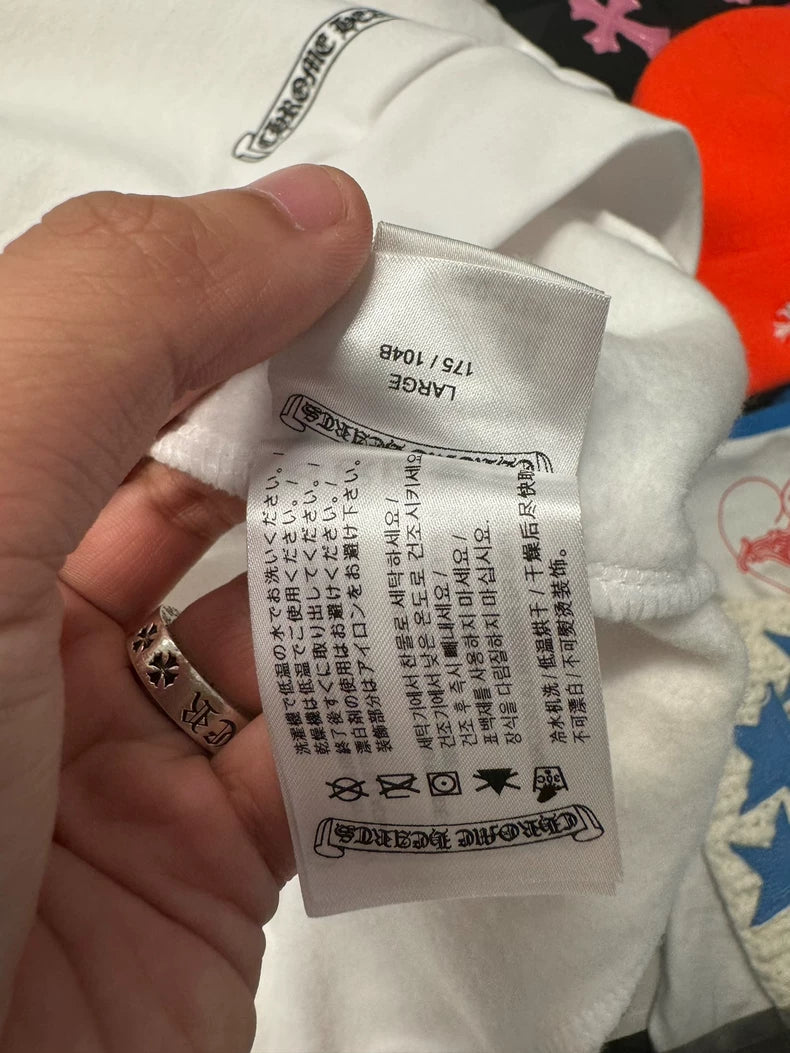 CHROME
LARGE
175 / 104B
CHROME HEARTS
洗濯機で低温の水でお洗いください。/
乾燥機は低温でご使用ください。/
終了後すぐに取り出してください。/
漂白剤の使用はお避けください。/
装飾部分はアイロンをお避け下さい。
세탁기에서 찬물로 세탁하세요 /
건조기에서 낮은 온도로 건조 시키세요
건조 후 즉시 빼내세요 /
표백제를 사용하지 마세요 /
장식을 다림질하지 마십시요.
冷水机洗 / 低温烘干 / 干燥后尽快取
不可漂白 / 不可熨烫装饰。
CHROME HEARTS
CR